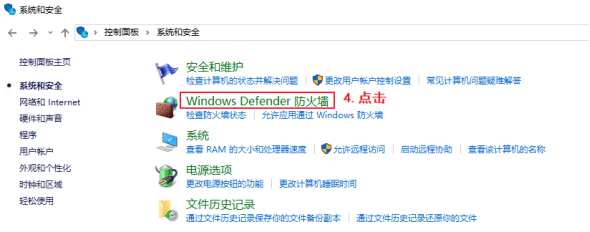 系统和安全
控制面板 > 系统和安全
控制面板主页
系统和安全
网络和 Internet
硬件和声音
程序
用户帐户
外观和个性化
时钟和区域
轻松使用
安全和维护
检查计算机的状态并解决问题 | 更改用户帐户控制设置 | 常见计算机问题疑难解答
Windows Defender 防火墙 4. 点击
检查防火墙状态 | 允许应用通过 Windows 防火墙
系统
查看 RAM 的大小和处理器速度 | 允许远程访问 | 启动远程协助 | 查看该计算机的名称
电源选项
更改电源按钮的功能 | 更改计算机睡眠时间
文件历史记录
通过文件历史记录保存你的文件备份副本 | 通过文件历史记录还原你的文件